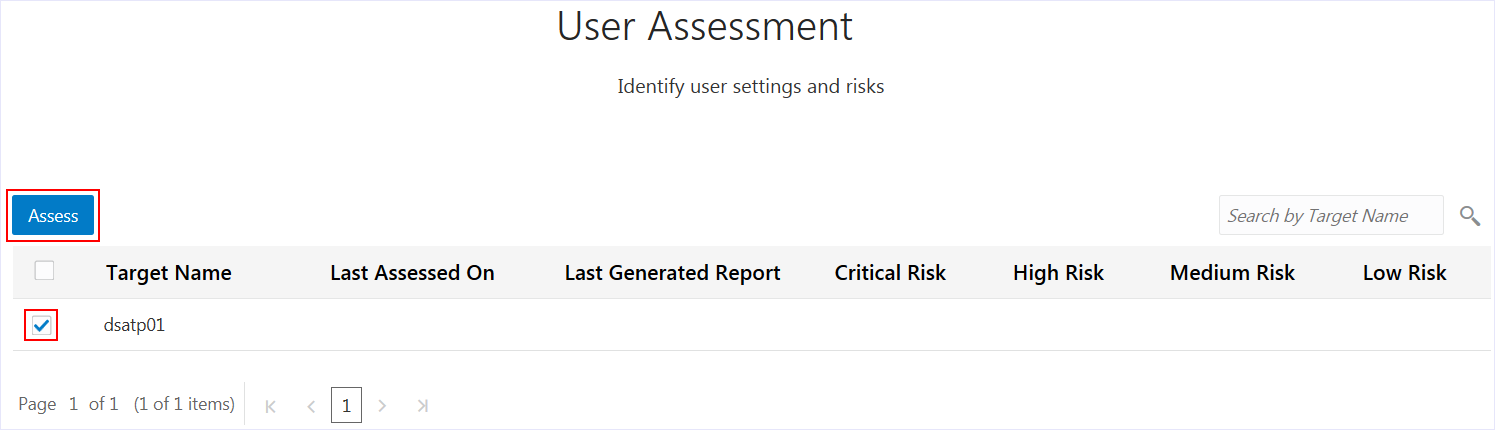 User Assessment
Identify user settings and risks
Assess
Search by Target Name
Target Name Last Assessed On Last Generated Report Critical Risk High Risk Medium Risk Low Risk
dsatp01
Page 1 of 1 (1 of 1 items) 1